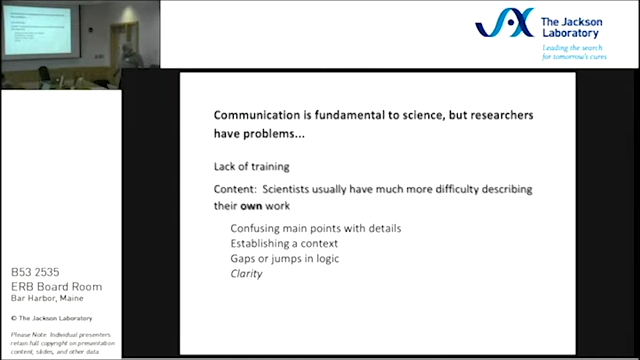 The Jackson
Laboratory
Leading the search
for tomorrow's cures
Communication is fundamental to science, but researchers
have problems...
Lack of training
Content: Scientists usually have much more difficulty describing
their own work
Confusing main points with details
Establishing a context
Gaps or jumps in logic
Clarity
B53 2535
ERB Board Room
Bar Harbor, Maine
© The Jackson Laboratory
Please Note: Individual presenters
retain full copyright on presentation
content, slides, and other data.